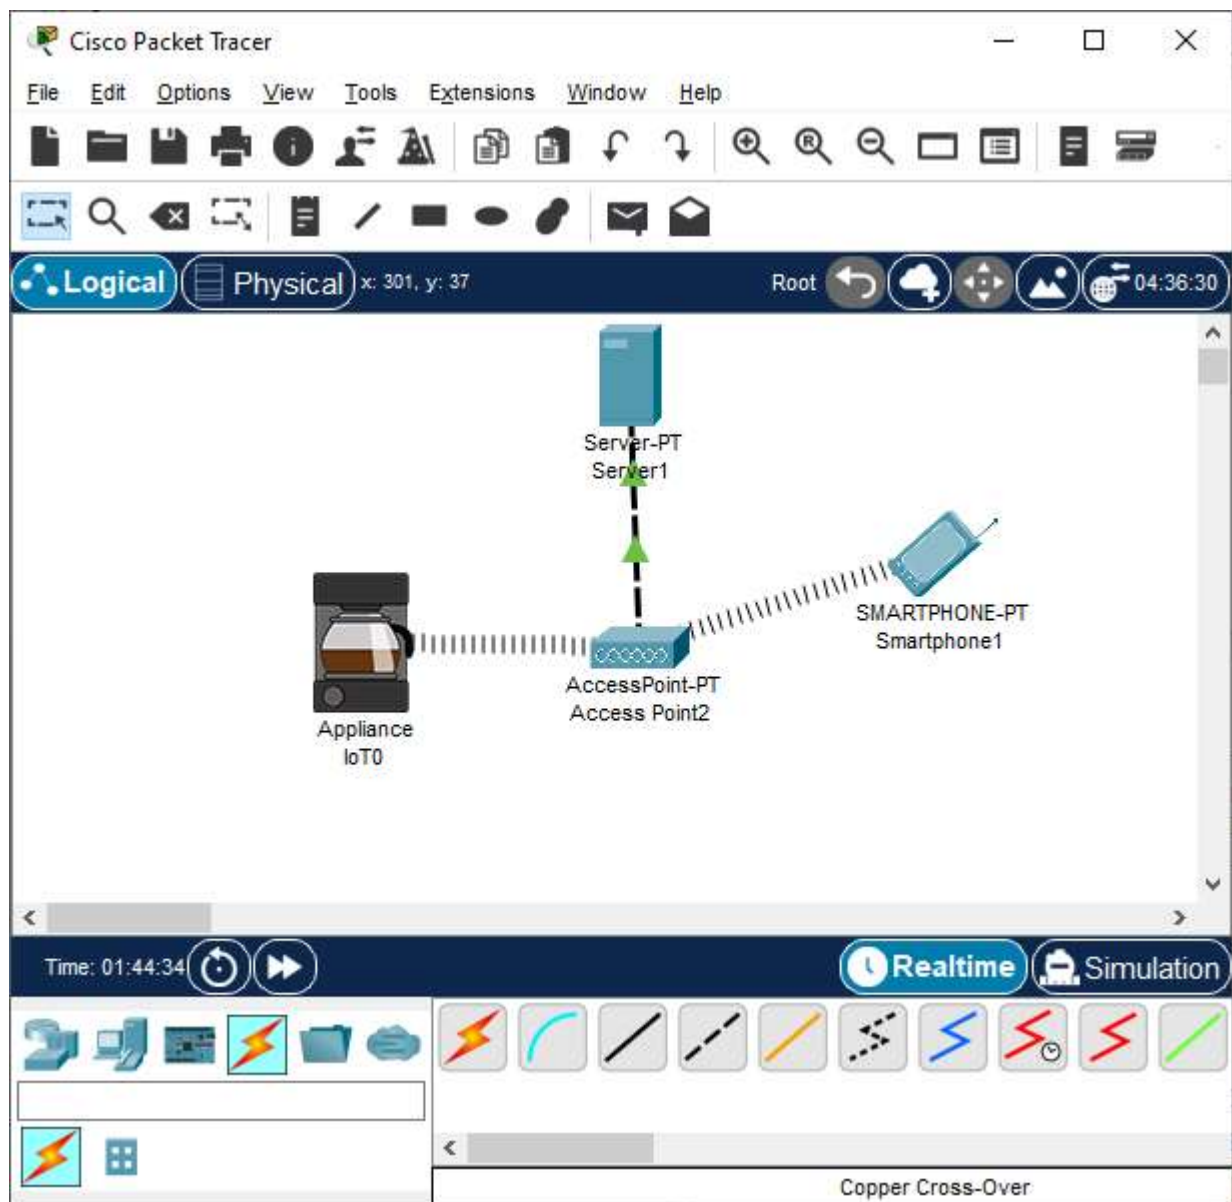 Cisco Packet Tracer
File Edit Options View Tools Extensions Window Help
R
Logical Physical x: 301, y: 37 Root 04:36:30
Server-PT
Server1
SMARTPHONE-PT
Smartphone1
AccessPoint-PT
Access Point2
Appliance
IoT0
Time: 01:44:34 Realtime Simulation
Copper Cross-Over